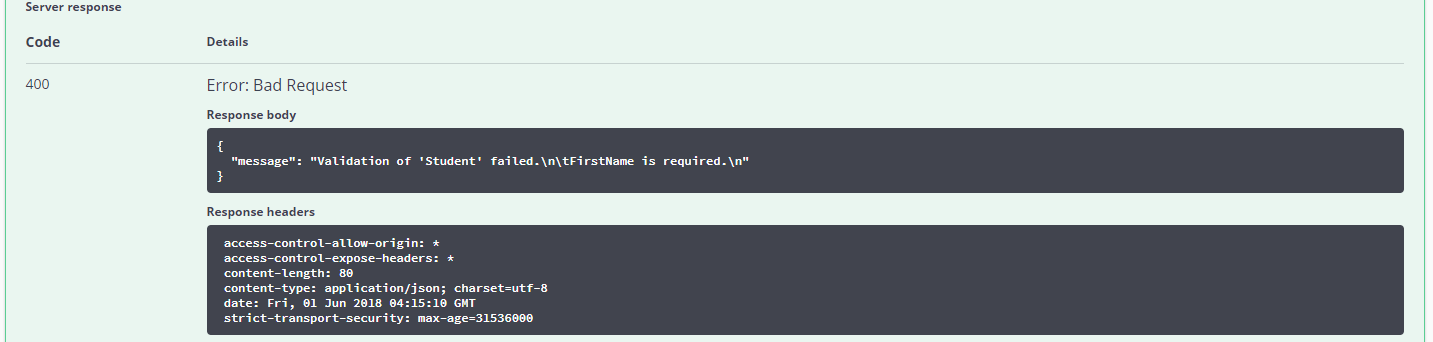 Server response
Code Details
400 Error: Bad Request
Response body
{
"message": "Validation of 'Student' failed.\n\tFirstName is required.\n"
}
Response headers
access-control-allow-origin: *
access-control-expose-headers: *
content-length: 80
content-type: application/json; charset=utf-8
date: Fri, 01 Jun 2018 04:15:10 GMT
strict-transport-security: max-age=31536000